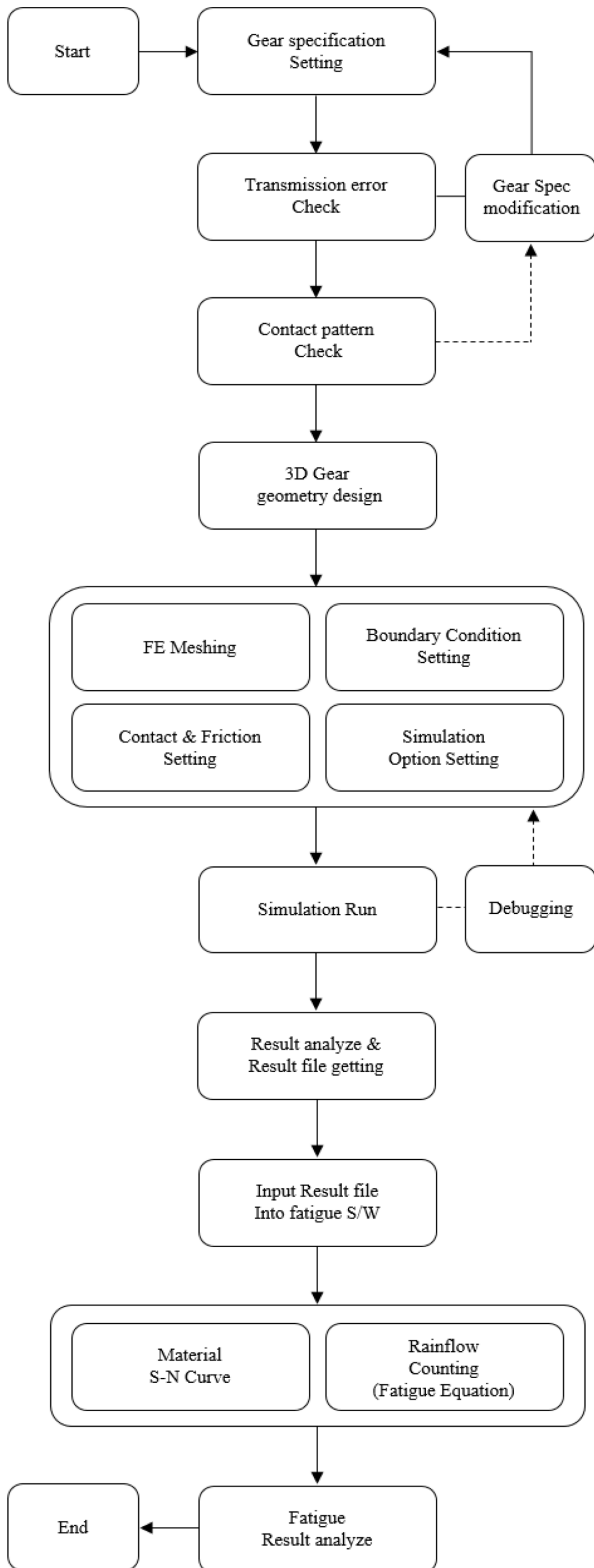 Start
Gear specification
Setting
Transmission error
Check
Gear Spec
modification
Contact pattern
Check
3D Gear
geometry design
FE Meshing
Boundary Condition
Setting
Contact & Friction
Setting
Simulation
Option Setting
Simulation Run
Debugging
Result analyze &
Result file getting
Input Result file
Into fatigue S/W
Material
S-N Curve
Rainflow
Counting
(Fatigue Equation)
End
Fatigue
Result analyze